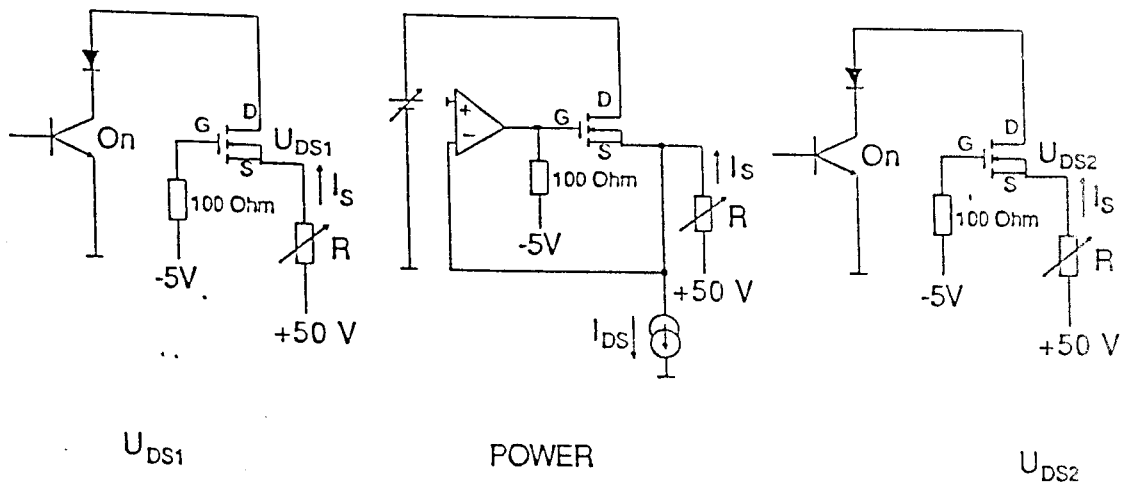 D
G
On
U_DS1
S
I_S
100 Ohm
R
-5V
+50 V
U_DS1
D
G
+
-
S
I_S
100 Ohm
R
-5V
+50 V
I_DS
POWER
D
G
On
U_DS2
S
I_S
100 Ohm
R
-5V
+50 V
U_DS2